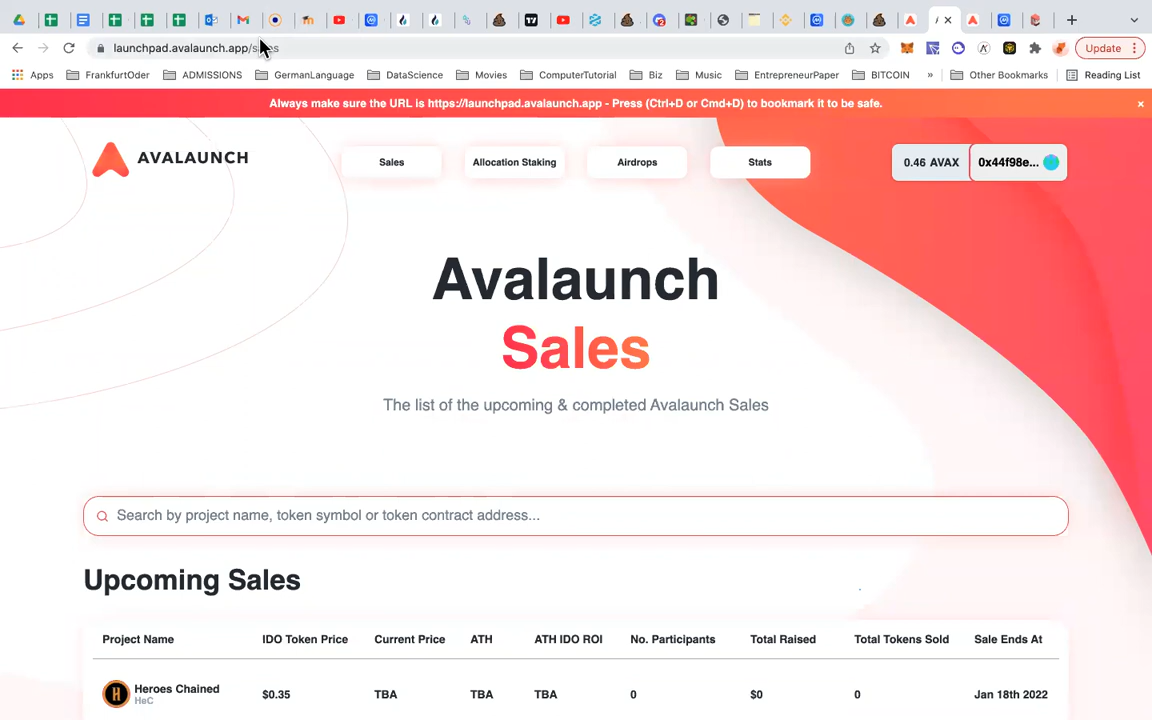 launchpad.avalaunch.app/sales
Update
Apps
FrankfurtOder
ADMISSIONS
GermanLanguage
DataScience
Movies
ComputerTutorial
Biz
Music
EntrepreneurPaper
BITCOIN
»
Other Bookmarks
Reading List
Always make sure the URL is https://launchpad.avalaunch.app - Press (Ctrl+D or Cmd+D) to bookmark it to be safe.
AVALAUNCH
Sales
Allocation Staking
Airdrops
Stats
0.46 AVAX
0x44f98e...
Avalaunch
Sales
The list of the upcoming & completed Avalaunch Sales
Search by project name, token symbol or token contract address...
Upcoming Sales
Project Name IDO Token Price Current Price ATH ATH IDO ROI No. Participants Total Raised Total Tokens Sold Sale Ends At
Heroes Chained $0.35 TBA TBA TBA 0 $0 0 Jan 18th 2022
HeC